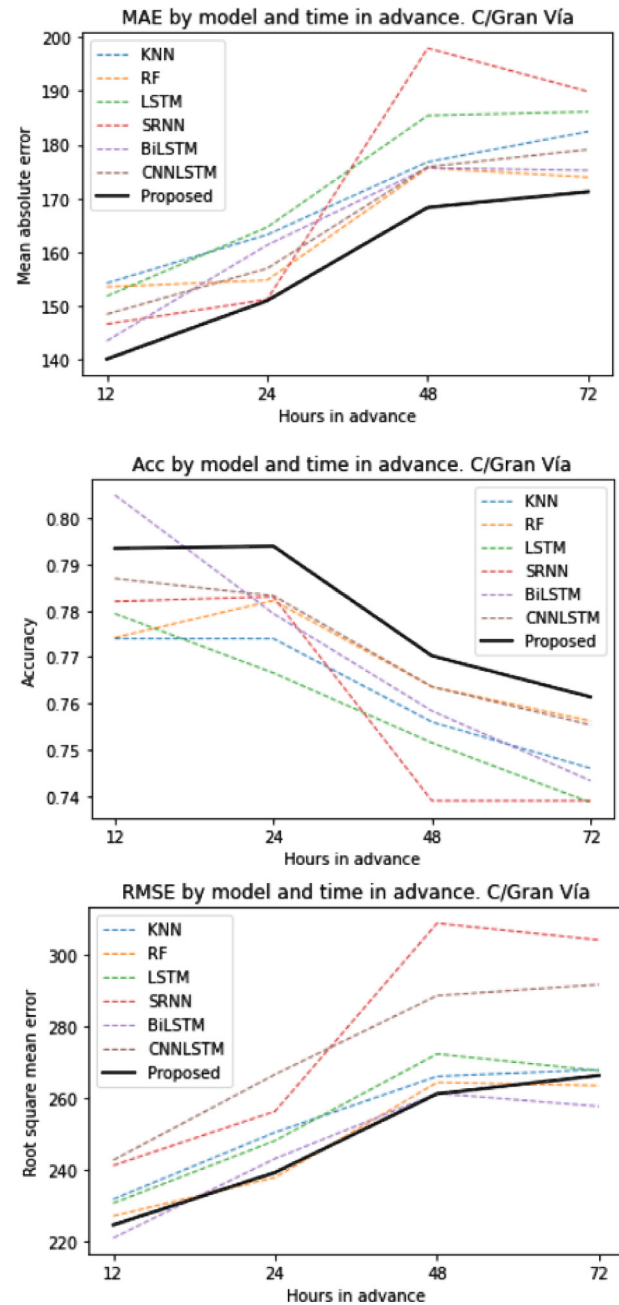 MAE by model and time in advance. C/Gran Vía
200
190
180
170
160
150
140
Mean absolute error
KNN
RF
LSTM
SRNN
BiLSTM
CNNLSTM
Proposed
12 24 48 72
Hours in advance
Acc by model and time in advance. C/Gran Vía
0.80
0.79
0.78
0.77
0.76
0.75
0.74
Accuracy
KNN
RF
LSTM
SRNN
BiLSTM
CNNLSTM
Proposed
12 24 48 72
Hours in advance
RMSE by model and time in advance. C/Gran Vía
300
280
260
240
220
Root square mean error
KNN
RF
LSTM
SRNN
BiLSTM
CNNLSTM
Proposed
12 24 48 72
Hours in advance